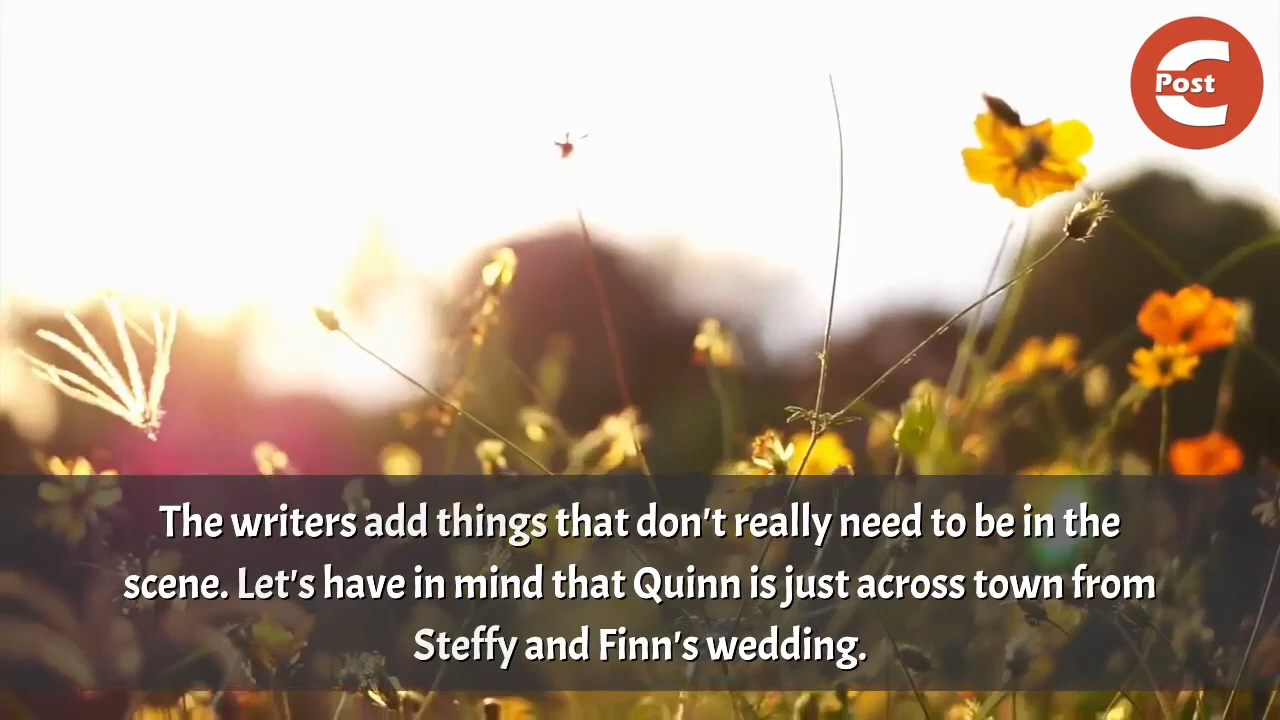 Post
The writers add things that don't really need to be in the
scene. Let's have in mind that Quinn is just across town from
Steffy and Finn's wedding.